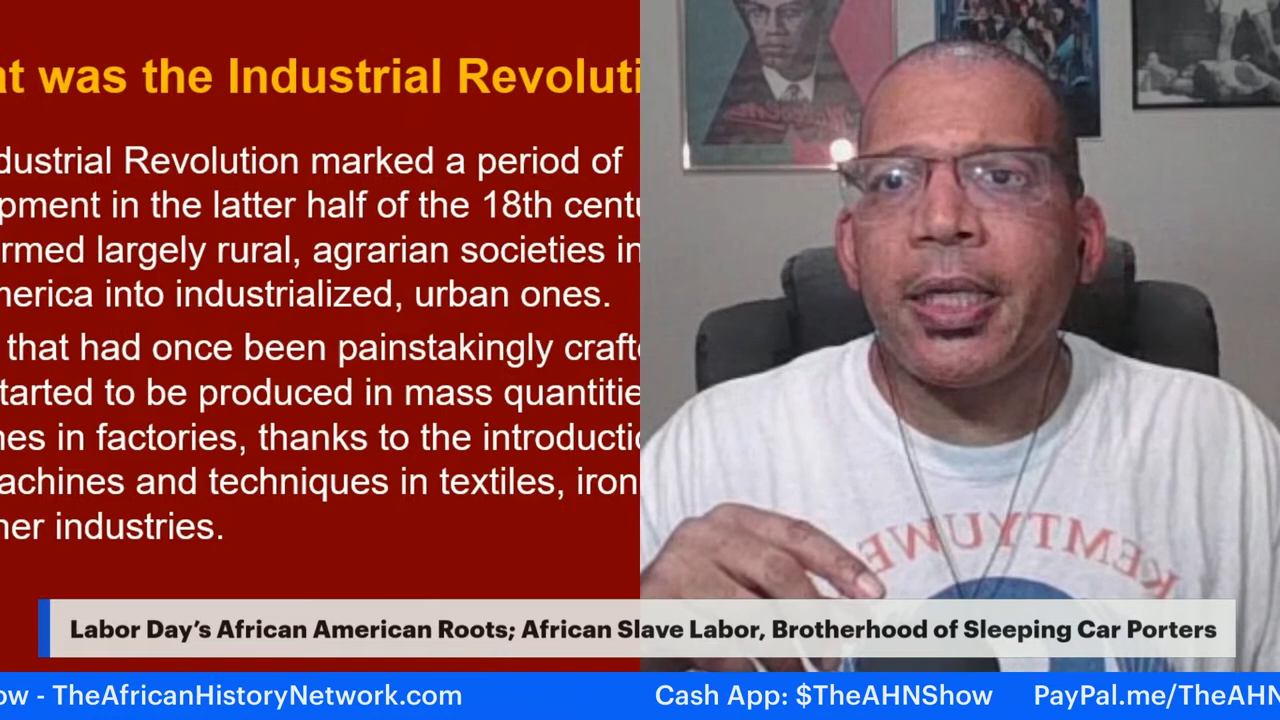 at was the Industrial Revoluti
dustrial Revolution marked a period of
pment in the latter half of the 18th centu
rmed largely rural, agrarian societies in
merica into industrialized, urban ones.
that had once been painstakingly craft
tarted to be produced in mass quantitie
nes in factories, thanks to the introductio
achines and techniques in textiles, iron
her industries.
KEMTYUWE
Labor Day's African American Roots; African Slave Labor, Brotherhood of Sleeping Car Porters
ow - TheAfricanHistoryNetwork.com Cash App: $TheAHNShow PayPal.me/TheAHN